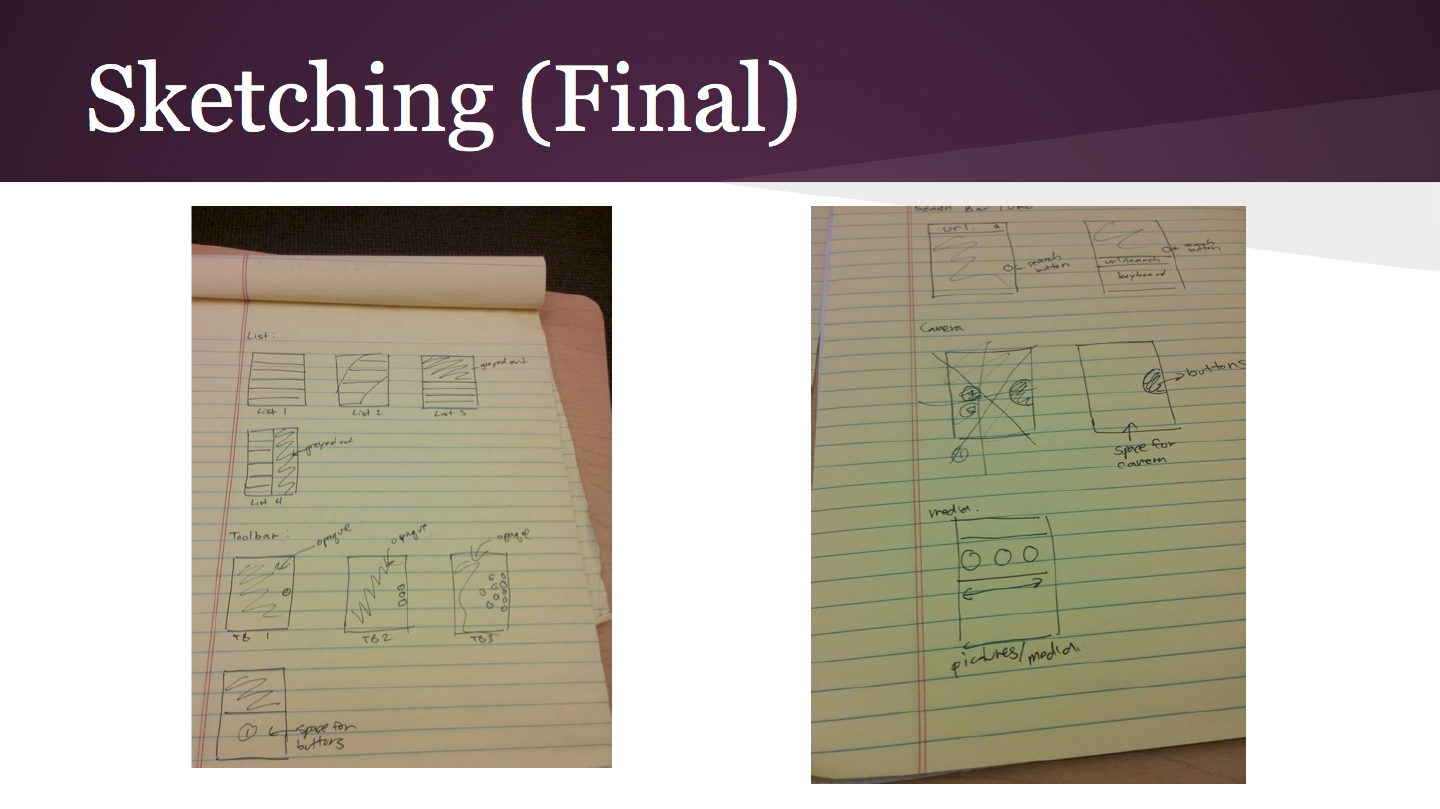 Sketching (Final)
List:
greyed out
List 1
List 2
List 3
greyed out
List 4
Toolbar:
opaque
opaque
opaque
TB 1
TB2
TB3
1
space for
buttons
Search Bar
url.
search
button
search
button
url/search
keyboard
Camera
buttons
space for
camera
media.
pictures/media